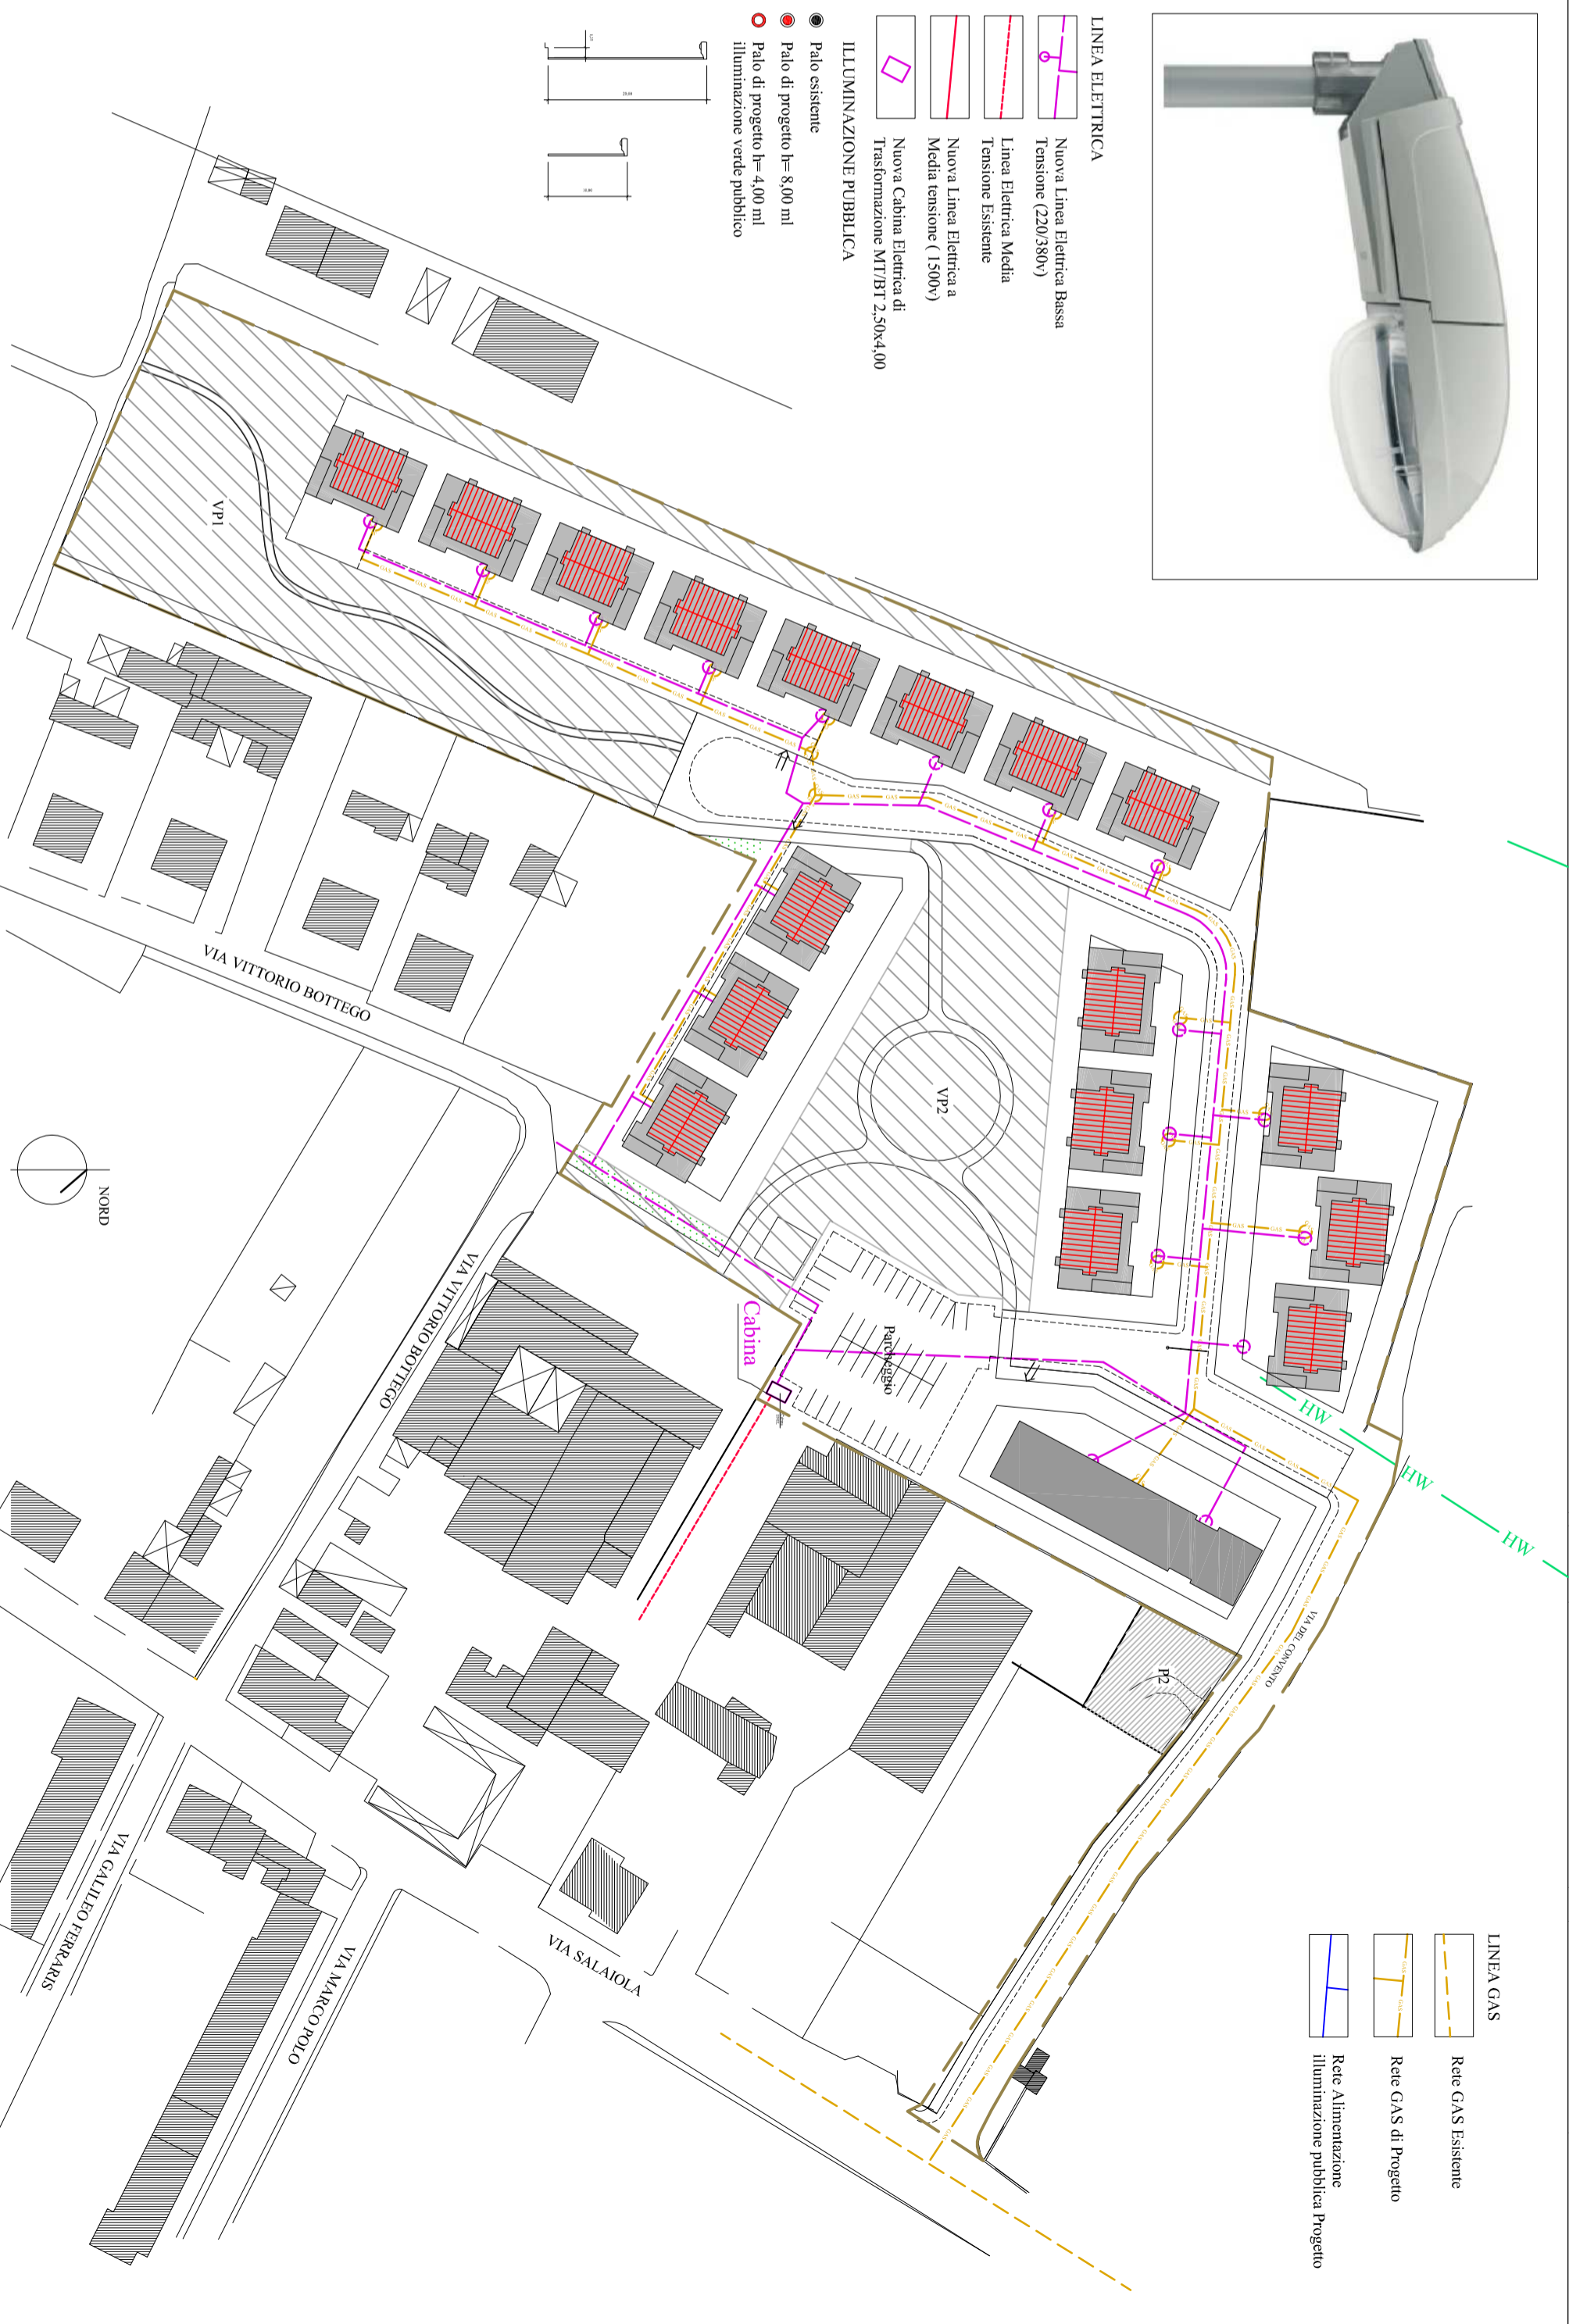 LINEA ELETTRICA
Nuova Linea Elettrica Bassa
Tensione (220/380v)
Linea Elettrica Media
Tensione Esistente
Nuova Linea Elettrica a
Media tensione ( 1500v)
Nuova Cabina Elettrica di
Trasformazione MT/BT 2,50x4,00
ILLUMINAZIONE PUBBLICA
Palo esistente
Palo di progetto h= 8,00 ml
Palo di progetto h= 4,00 ml
illuminazione verde pubblico
LINEA GAS
Rete GAS Esistente
Rete GAS di Progetto
Rete Alimentazione
illuminazione pubblica Progetto
VP1
VP2
P2
Parcheggio
Cabina
HW
HW
HW
VIA DEL CONVENTO
VIA VITTORIO BOTTEGO
VIA VITTORIO BOTTEGO
VIA SALAIOLA
VIA MARCO POLO
VIA GALILEO FERRARIS
NORD